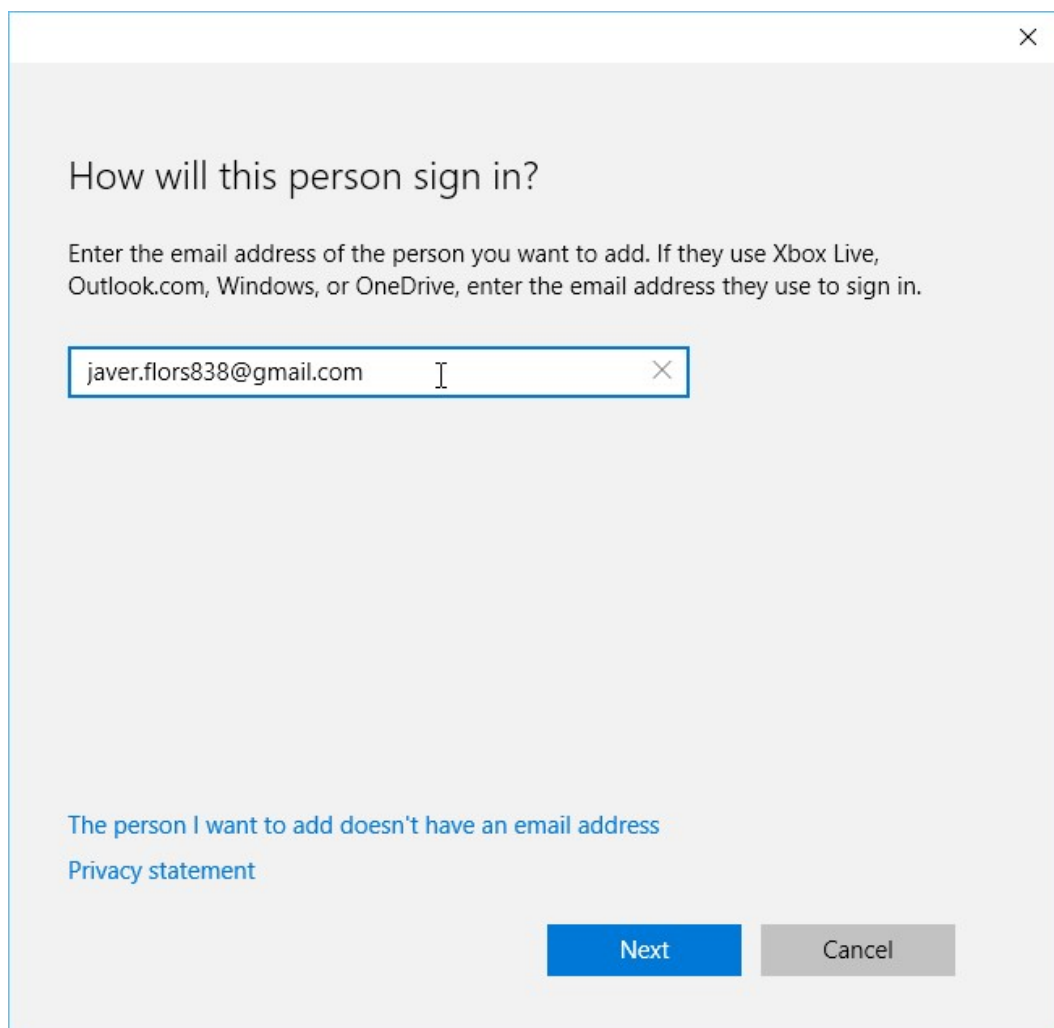 How will this person sign in?
Enter the email address of the person you want to add. If they use Xbox Live,
Outlook.com, Windows, or OneDrive, enter the email address they use to sign in.
javer.flors838@gmail.com
The person I want to add doesn't have an email address
Privacy statement
Next
Cancel